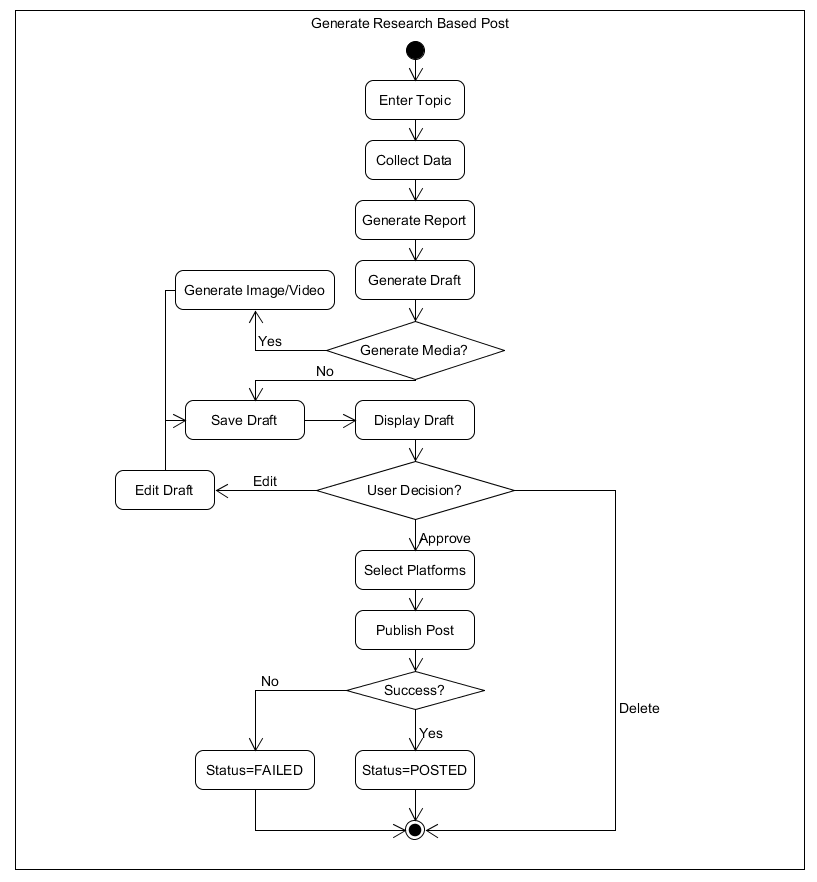 Generate Research Based Post
Enter Topic
Collect Data
Generate Report
Generate Draft
Generate Image/Video
Yes
Generate Media?
No
Save Draft
Display Draft
Edit Draft
Edit
User Decision?
Approve
Select Platforms
Publish Post
No
Success?
Yes
Delete
Status=FAILED
Status=POSTED